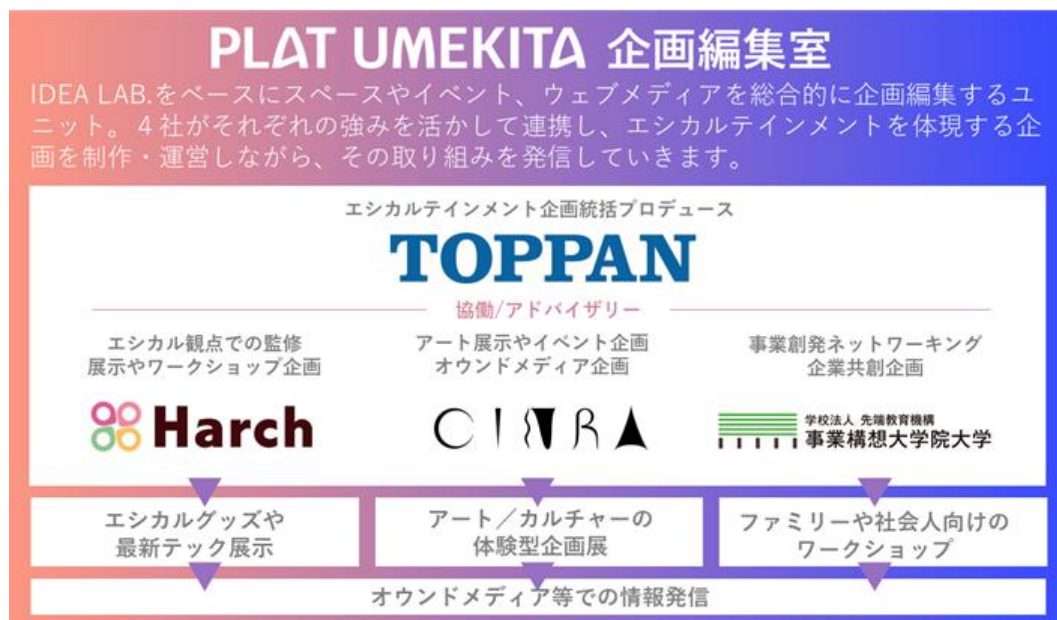 PLAT UMEKITA 企画編集室
IDEA LAB.をベースにスペースやイベント、ウェブメディアを総合的に企画編集するユ
ニット。４社がそれぞれの強みを活かして連携し、エシカルテインメントを体現する企
画を制作・運営しながら、その取り組みを発信していきます。
エシカルテインメント企画統括プロデュース
TOPPAN
協働/アドバイザリー
エシカル観点での監修
展示やワークショップ企画
Harch
アート展示やイベント企画
オウンドメディア企画
CINRA
事業創発ネットワーキング
企業共創企画
学校法人 先端教育機構
事業構想大学院大学
エシカルグッズや
最新テック展示
アート／カルチャーの
体験型企画展
ファミリーや社会人向けの
ワークショップ
オウンドメディア等での情報発信